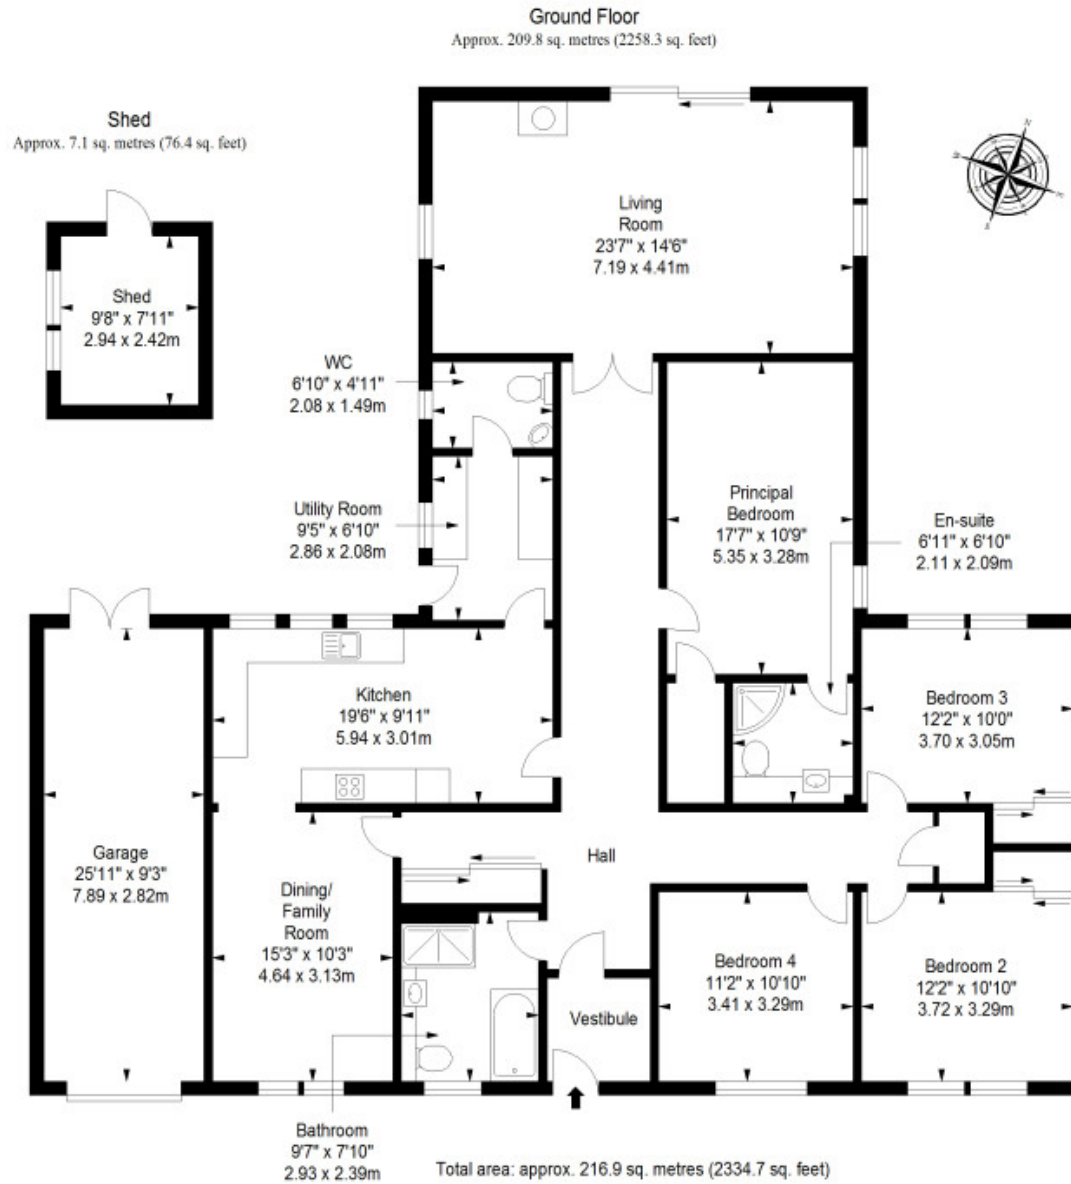 Ground Floor
Approx. 209.8 sq. metres (2258.3 sq. feet)
Shed
Approx. 7.1 sq. metres (76.4 sq. feet)
N
W
E
S
Living
Room
23'7" x 14'6"
7.19 x 4.41m
Shed
9'8" x 7'11"
2.94 x 2.42m
WC
6'10" x 4'11"
2.08 x 1.49m
Utility Room
9'5" x 6'10"
2.86 x 2.08m
Principal
Bedroom
17'7" x 10'9"
5.35 x 3.28m
En-suite
6'11" x 6'10"
2.11 x 2.09m
Kitchen
19'6" x 9'11"
5.94 x 3.01m
Bedroom 3
12'2" x 10'0"
3.70 x 3.05m
Garage
25'11" x 9'3"
7.89 x 2.82m
Hall
Dining/
Family
Room
15'3" x 10'3"
4.64 x 3.13m
Bedroom 4
11'2" x 10'10"
3.41 x 3.29m
Bedroom 2
12'2" x 10'10"
3.72 x 3.29m
Vestibule
Bathroom
9'7" x 7'10"
2.93 x 2.39m
Total area: approx. 216.9 sq. metres (2334.7 sq. feet)